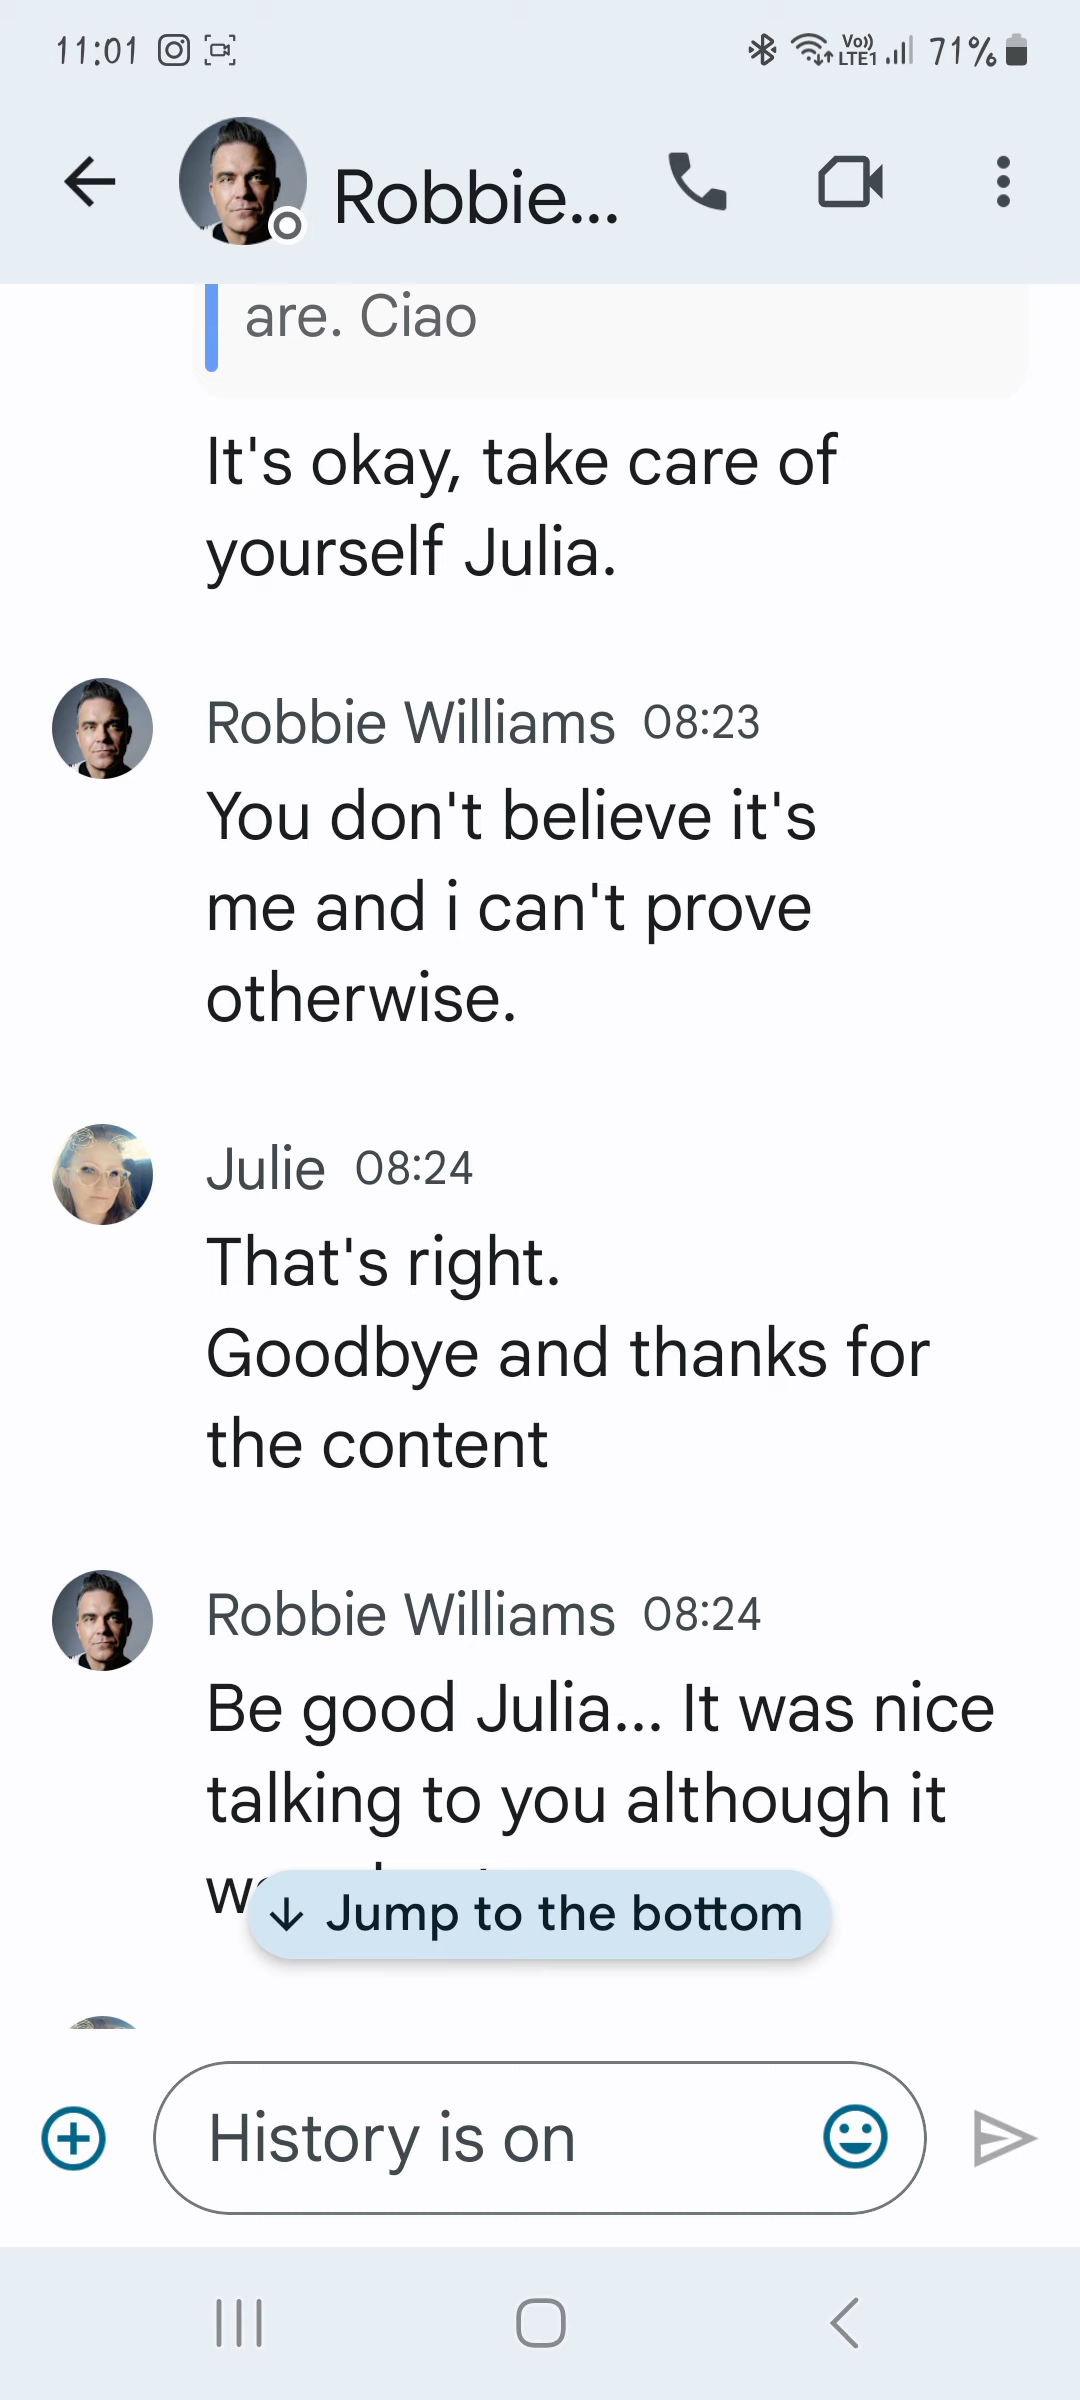 11:01 Vo)) LTE1 71%
Robbie...
are. Ciao
It's okay, take care of
yourself Julia.
Robbie Williams 08:23
You don't believe it's
me and i can't prove
otherwise.
Julie 08:24
That's right.
Goodbye and thanks for
the content
Robbie Williams 08:24
Be good Julia... It was nice
talking to you although it
Jump to the bottom
History is on